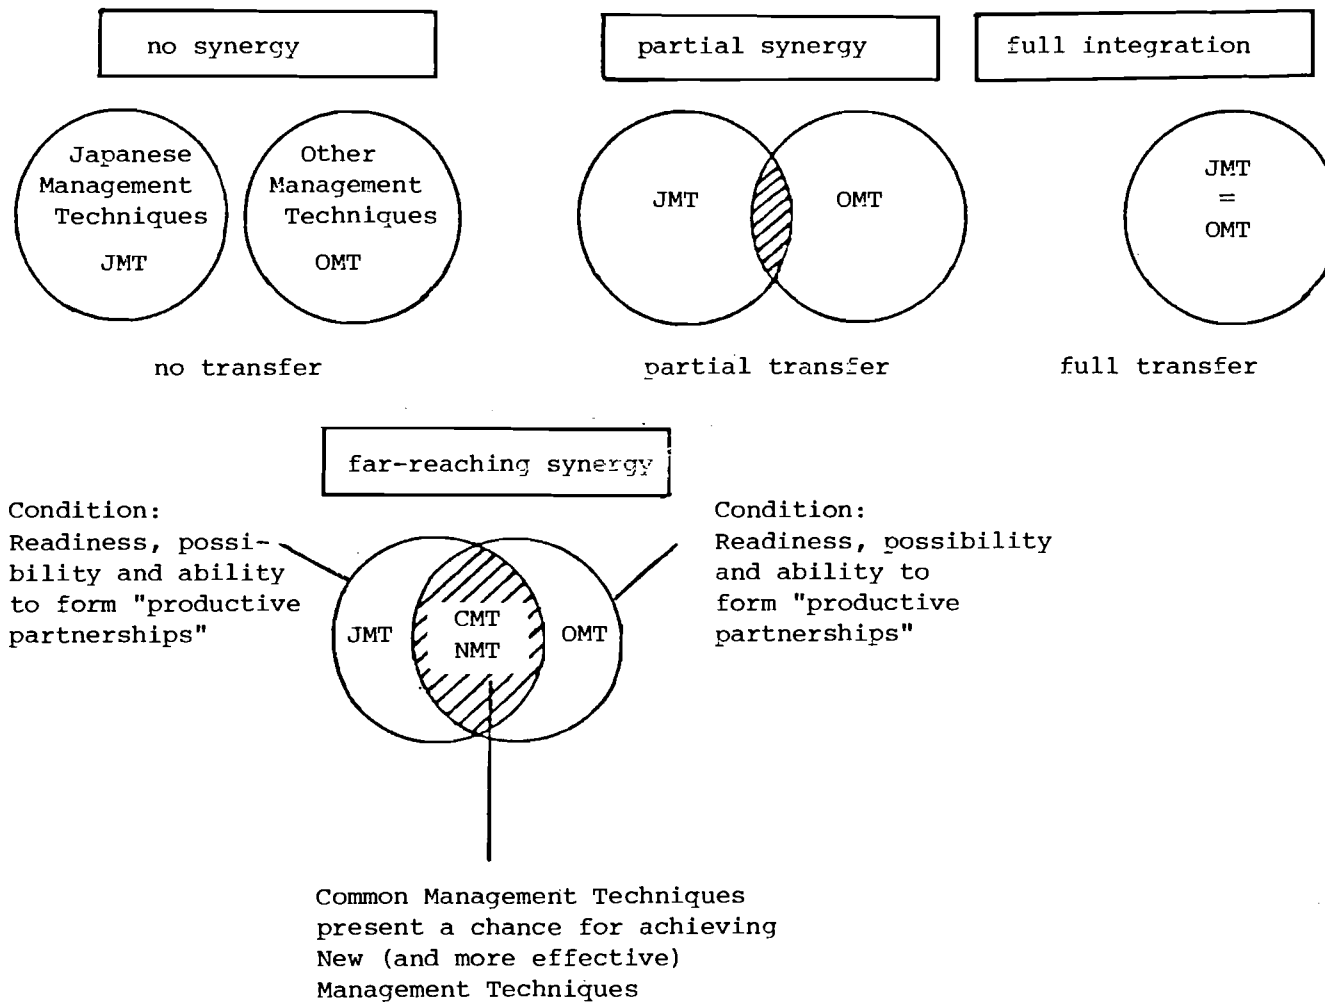 no synergy
partial synergy
full integration
Japanese
Management
Techniques
JMT
Other
Management
Techniques
OMT
JMT
OMT
JMT
=
OMT
no transfer
partial transfer
full transfer
far-reaching synergy
Condition:
Readiness, possi-
bility and ability
to form "productive
partnerships"
JMT
CMT
NMT
OMT
Condition:
Readiness, possibility
and ability to
form "productive
partnerships"
Common Management Techniques
present a chance for achieving
New (and more effective)
Management Techniques